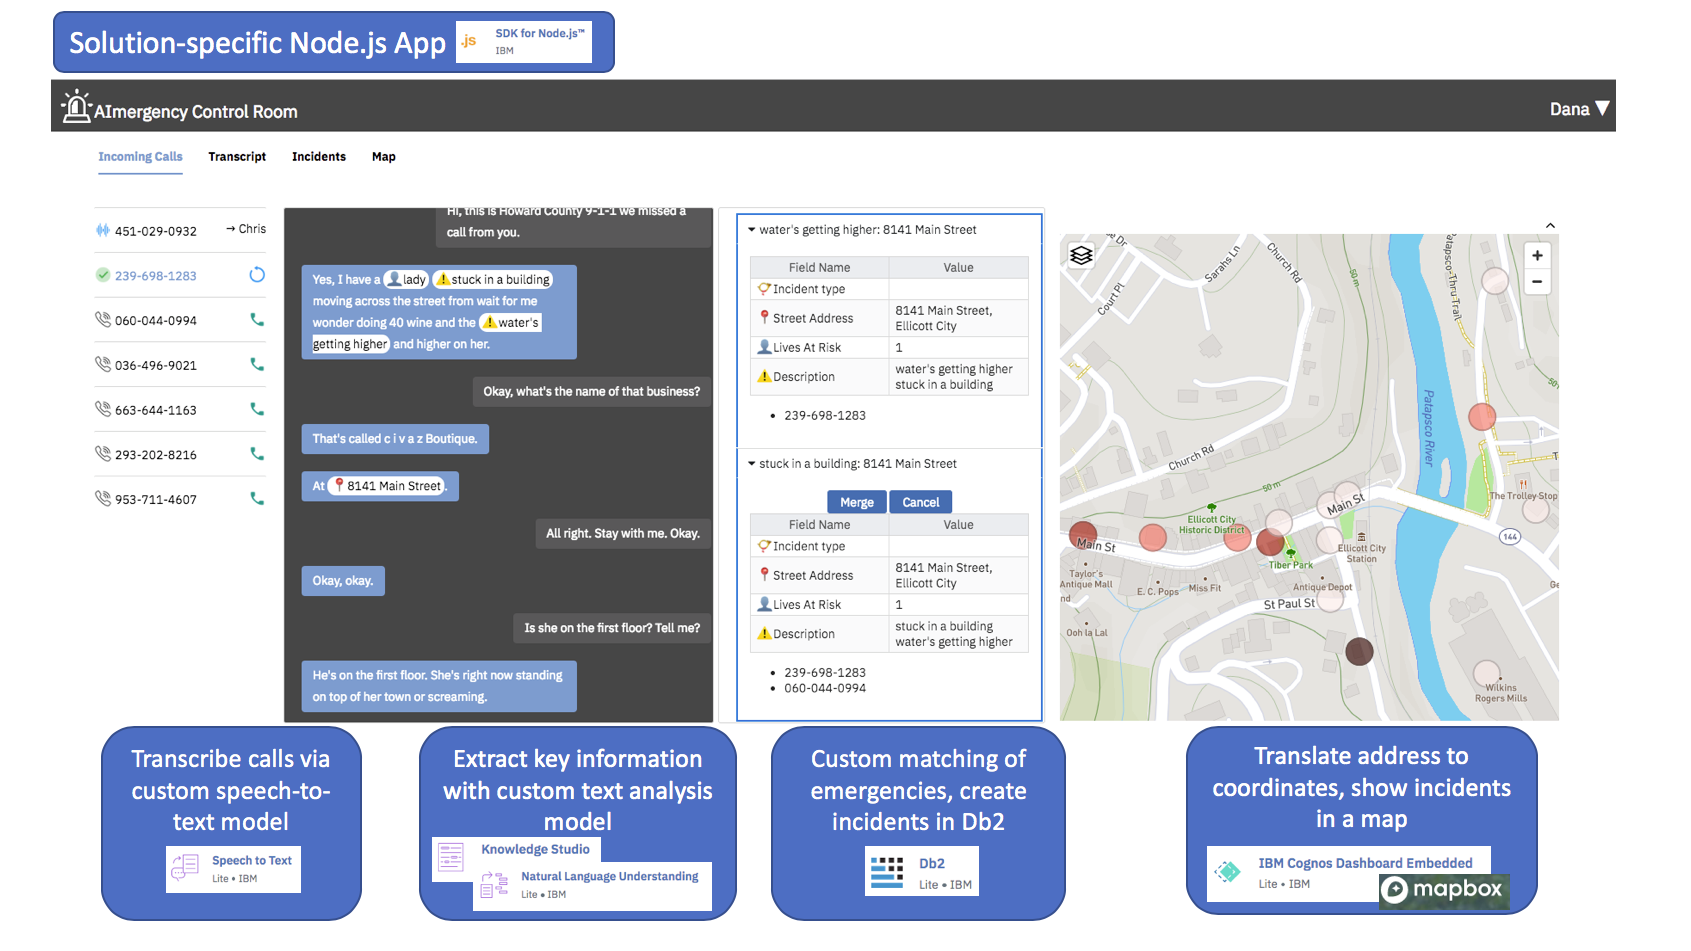 Solution-specific Node.js App
.js
SDK for Node.js™
IBM
AImergency Control Room
Dana
Incoming Calls
Transcript
Incidents
Map
451-029-0932
→ Chris
239-698-1283
060-044-0994
036-496-9021
663-644-1163
293-202-8216
953-711-4607
Hi, this is Howard County 9-1-1 we missed a
call from you.
Yes, I have a lady stuck in a building
moving across the street from wait for me
wonder doing 40 wine and the water's
getting higher and higher on her.
Okay, what's the name of that business?
That's called c i v a z Boutique.
At 8141 Main Street.
All right. Stay with me. Okay.
Okay, okay.
Is she on the first floor? Tell me?
He's on the first floor. She's right now standing
on top of her town or screaming.
water's getting higher: 8141 Main Street
Field Name
Value
Incident type
Street Address
8141 Main Street,
Ellicott City
Lives At Risk
1
Description
water's getting higher
stuck in a building
• 239-698-1283
stuck in a building: 8141 Main Street
Merge
Cancel
Field Name
Value
Incident type
Street Address
8141 Main Street,
Ellicott City
Lives At Risk
1
Description
stuck in a building
water's getting higher
• 239-698-1283
• 060-044-0994
+
−
Court Pl
Sarahs Ln
Church Rd
50 m
Patapsco-Thru Trail
Patapsco River
Church Rd
50 m
Main St
Ellicott City
Historic District
The Trolley Stop
144
Main St
Ellicott City
Station
Tiber Park
Taylor's
Antique Mall
E. C. Pops
Miss Fit
Antique Depot
St Paul St
Ooh la Lal
Wilkins
Rogers Mills
Transcribe calls via
custom speech-to-
text model
Speech to Text
Lite • IBM
Extract key information
with custom text analysis
model
Knowledge Studio
Natural Language Understanding
Lite • IBM
Custom matching of
emergencies, create
incidents in Db2
Db2
Lite • IBM
Translate address to
coordinates, show incidents
in a map
IBM Cognos Dashboard Embedded
Lite • IBM
mapbox